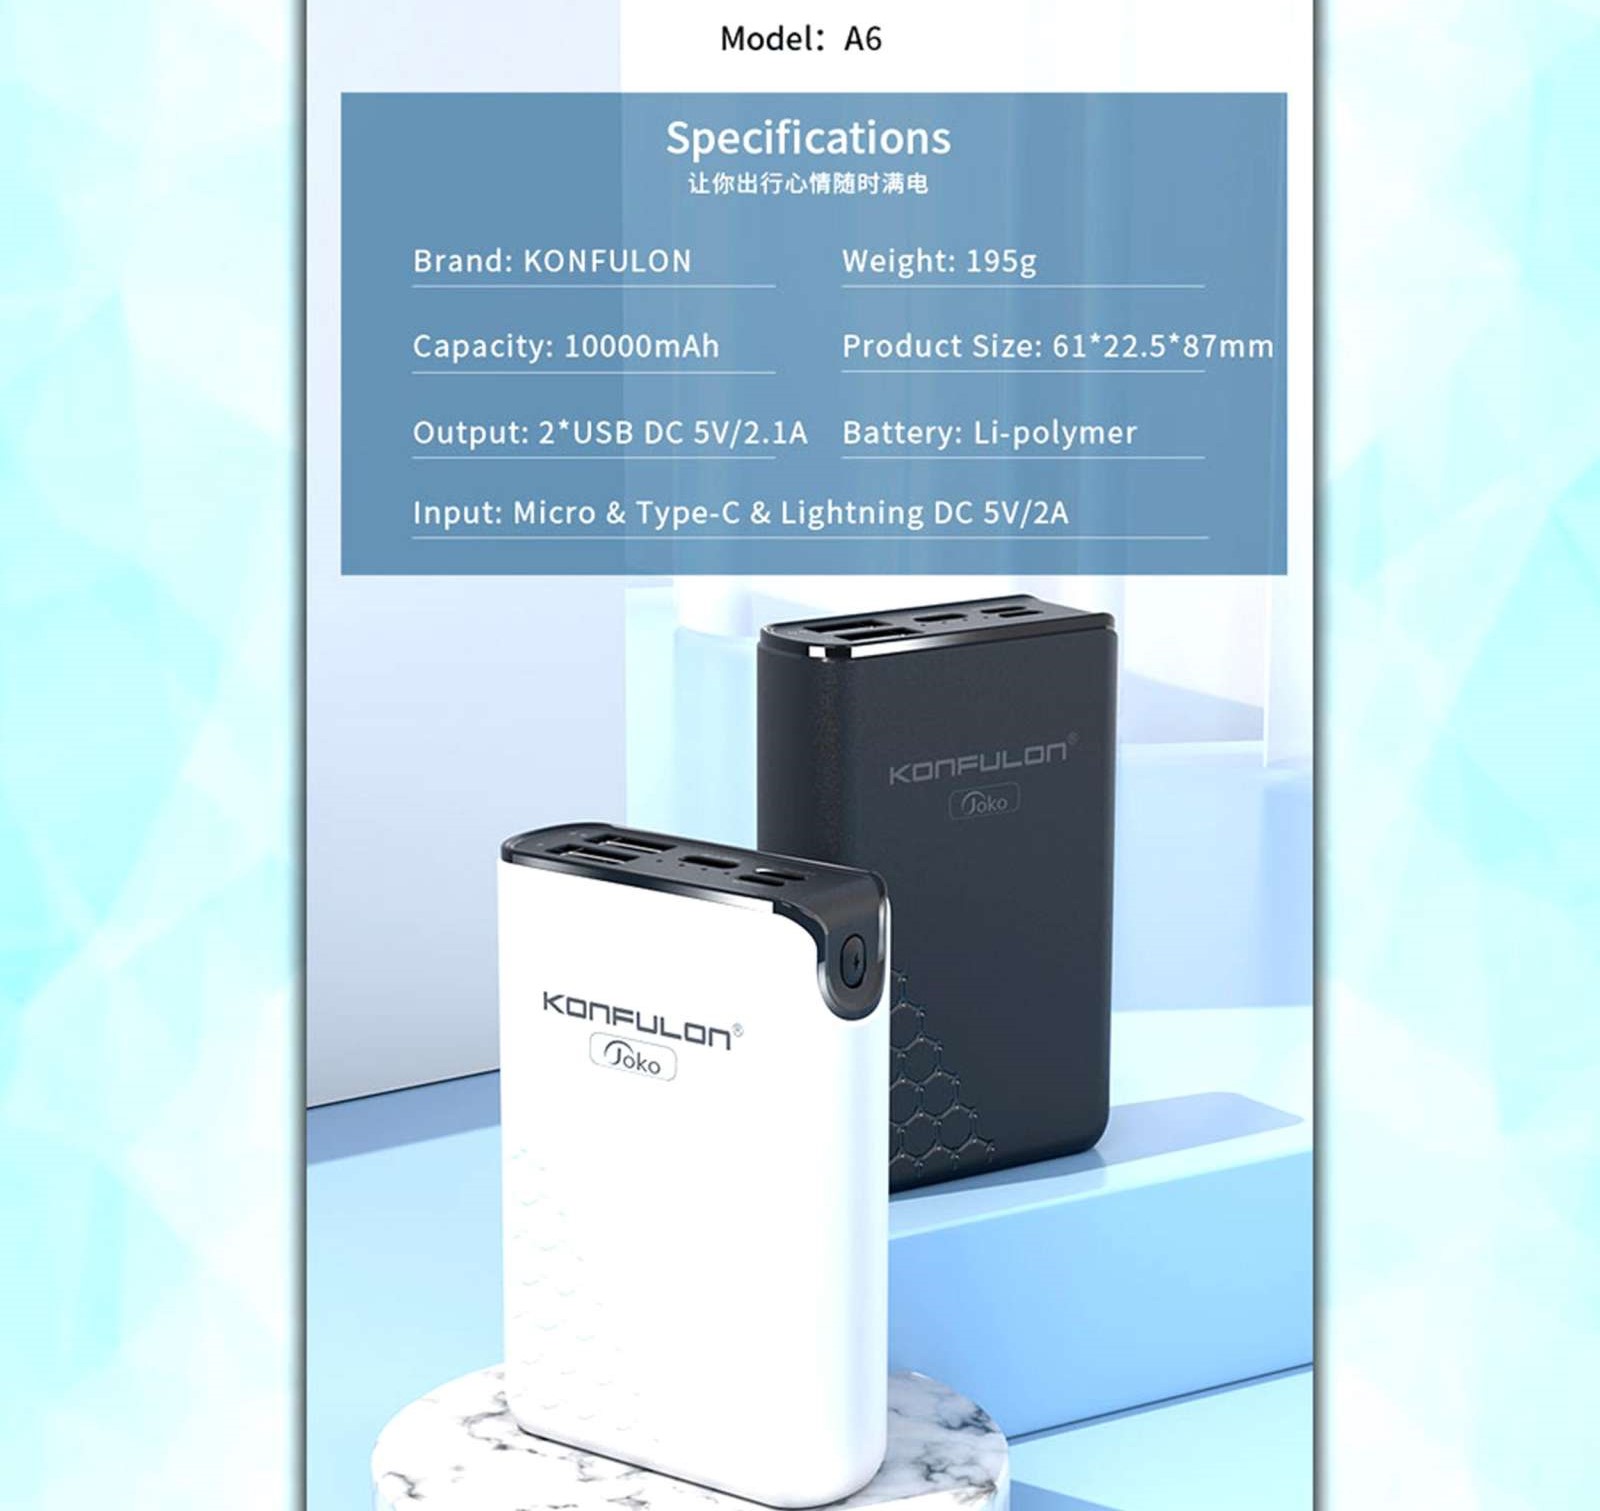 Model: A6
Specifications
让你出行心情随时满电
Brand: KONFULON
Weight: 195g
Capacity: 10000mAh
Product Size: 61*22.5*87mm
Output: 2*USB DC 5V/2.1A
Battery: Li-polymer
Input: Micro & Type-C & Lightning DC 5V/2A
KONFULON®
Joko
KONFULON®
Joko